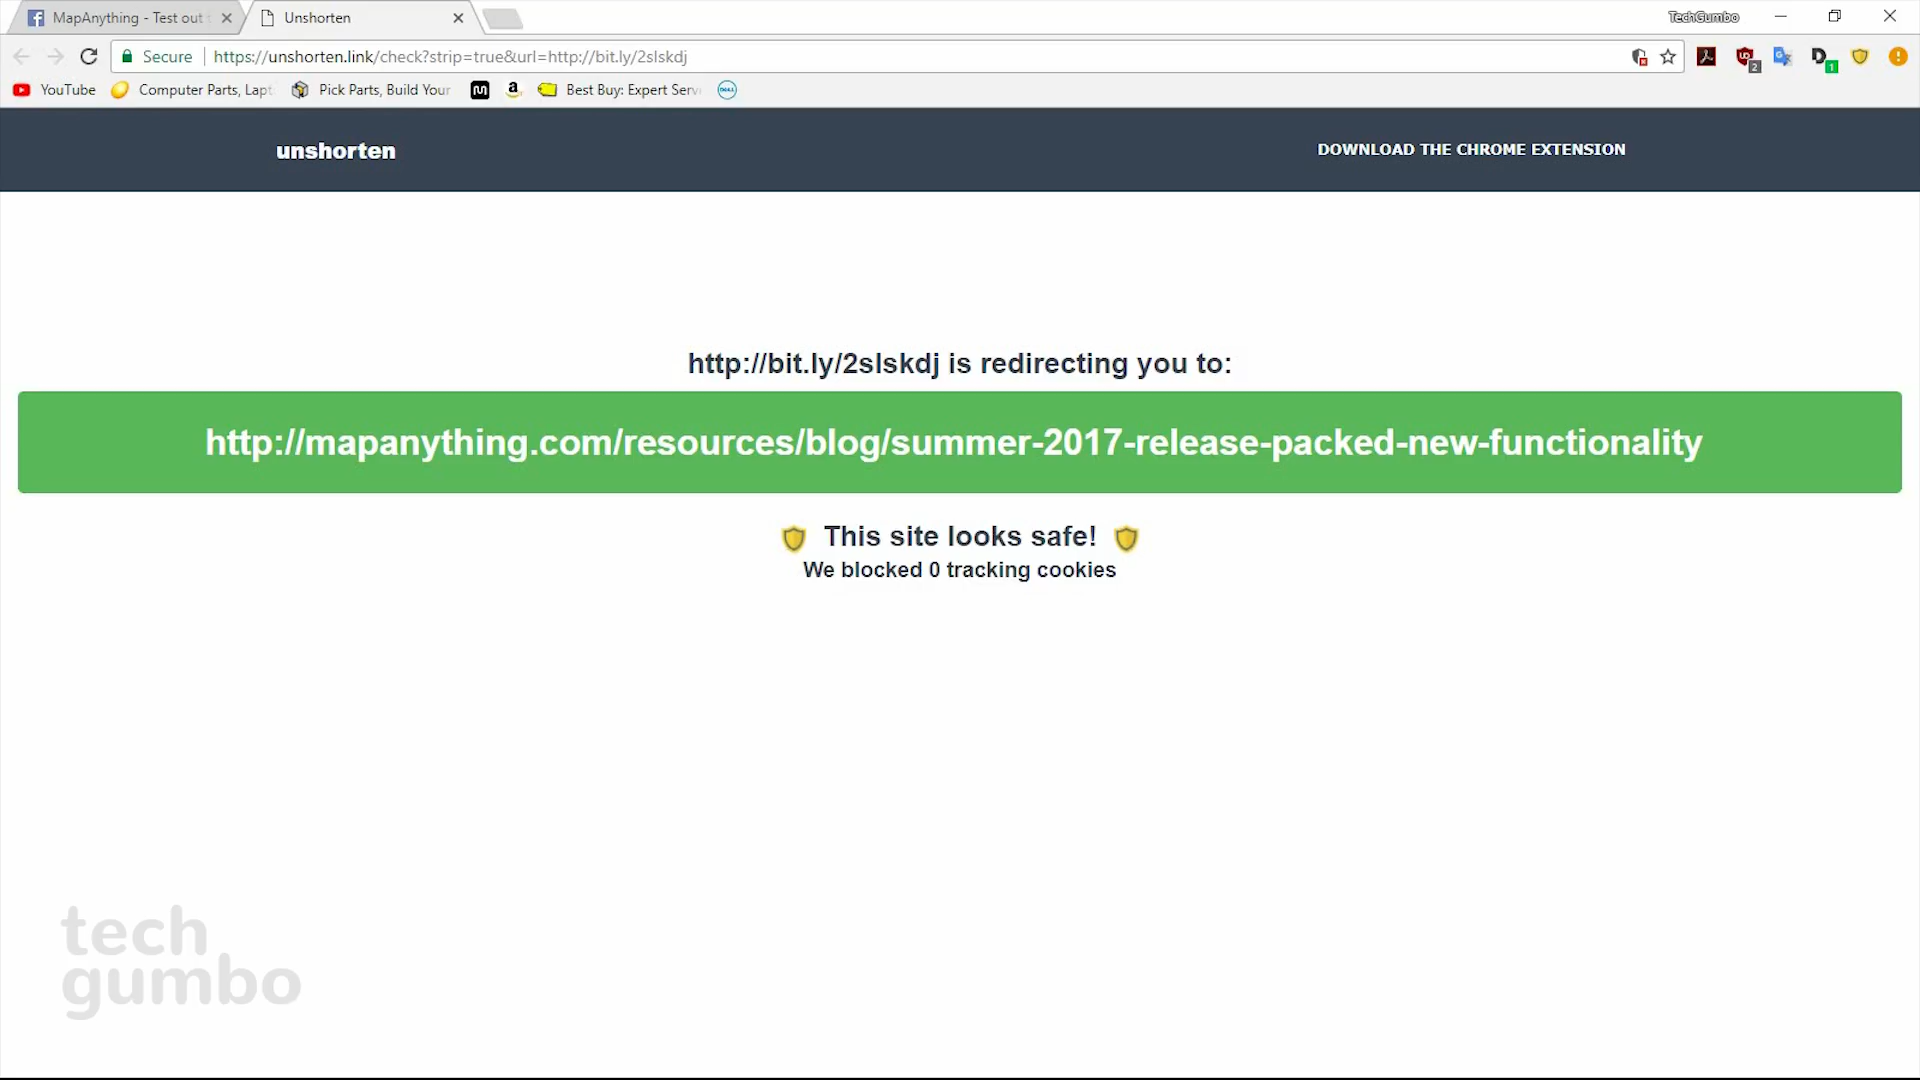 MapAnything - Test out
Unshorten
TechGumbo
Secure
https://unshorten.link/check?strip=true&url=http://bit.ly/2slskdj
2
1
YouTube
Computer Parts, Lapt
Pick Parts, Build Your
Best Buy: Expert Serv
DELL
unshorten
DOWNLOAD THE CHROME EXTENSION
http://bit.ly/2slskdj is redirecting you to:
http://mapanything.com/resources/blog/summer-2017-release-packed-new-functionality
This site looks safe!
We blocked 0 tracking cookies
tech
gumbo